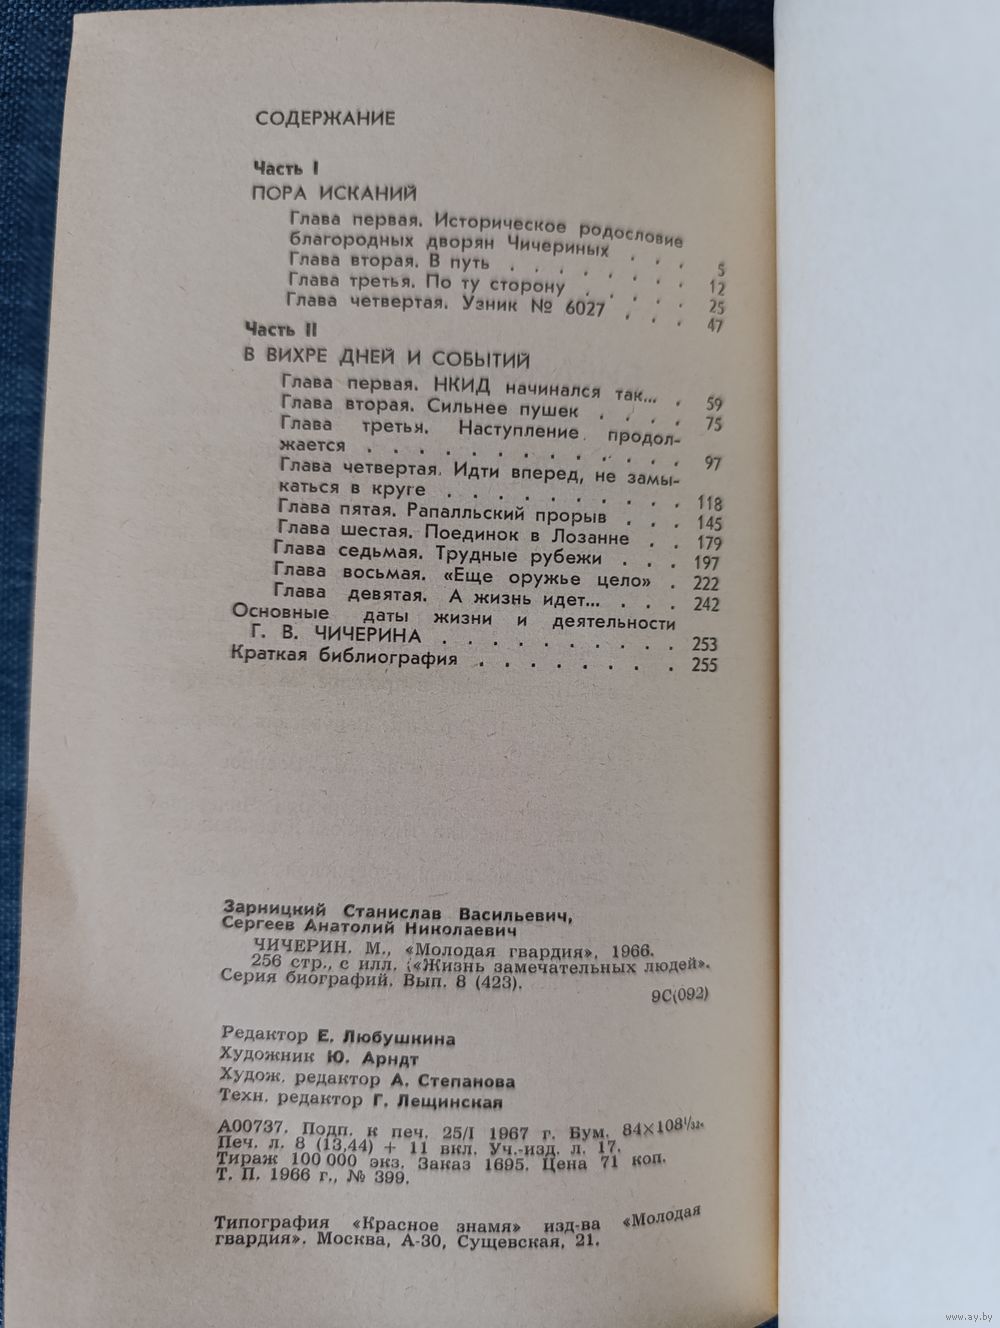 СОДЕРЖАНИЕ
Часть I
ПОРА ИСКАНИЙ
Глава первая. Историческое родословие
благородных дворян Чичериных . . . 5
Глава вторая. В путь . . . . . . . 12
Глава третья. По ту сторону . . . . 25
Глава четвертая. Узник № 6027 . . . 47
Часть II
В ВИХРЕ ДНЕЙ И СОБЫТИЙ
Глава первая. НКИД начинался так... . 59
Глава вторая. Сильнее пушек . . . . 75
Глава третья. Наступление продол-
жается . . . . . . . . . . . . 97
Глава четвертая. Идти вперед, не замы-
каться в круге . . . . . . . . . 118
Глава пятая. Рапалльский прорыв . . . 145
Глава шестая. Поединок в Лозанне . . 179
Глава седьмая. Трудные рубежи . . . 197
Глава восьмая. «Еще оружье цело» . 222
Глава девятая. А жизнь идет... . . . 242
Основные даты жизни и деятельности
Г. В. ЧИЧЕРИНА . . . . . . . . . 253
Краткая библиография . . . . . . . . 255
Зарницкий Станислав Васильевич,
Сергеев Анатолий Николаевич
ЧИЧЕРИН. М., «Молодая гвардия», 1966.
256 стр., с илл. («Жизнь замечательных людей».
Серия биографий. Вып. 8 (423).
9С(092)
Редактор Е. Любушкина
Художник Ю. Арндт
Худож. редактор А. Степанова
Техн. редактор Г. Лещинская
А00737. Подп. к печ. 25/I 1967 г. Бум. 84×108¹/₃₂.
Печ. л. 8 (13,44) + 11 вкл. Уч.-изд. л. 17.
Тираж 100 000 экз. Заказ 1695. Цена 71 коп.
Т. П. 1966 г., № 399.
Типография «Красное знамя» изд-ва «Молодая
гвардия». Москва, А-30, Сущевская, 21.
www.ay.by